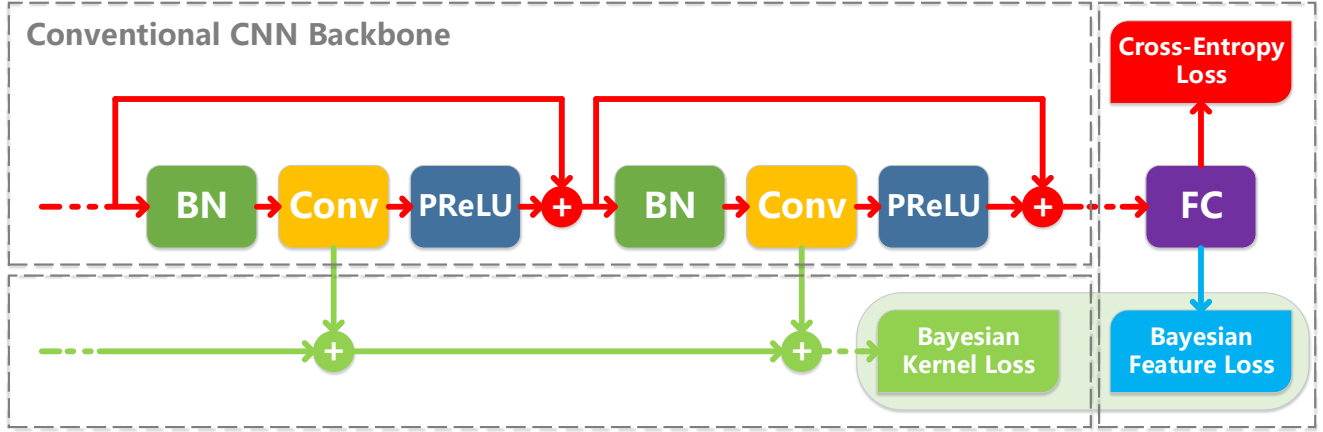 Conventional CNN Backbone
Cross-Entropy
Loss
BN
Conv
PReLU
+
BN
Conv
PReLU
+
FC
+
+
Bayesian
Kernel Loss
Bayesian
Feature Loss